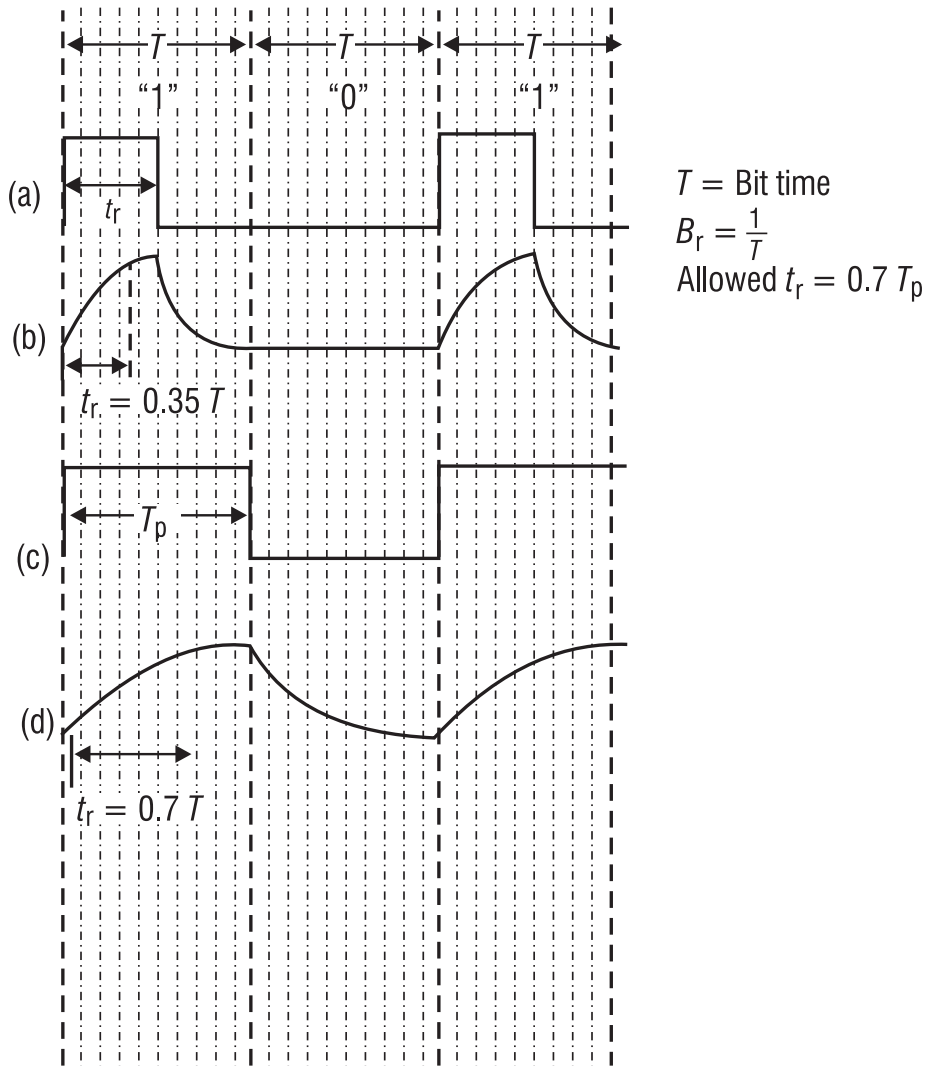 T T T
“1” “0” “1”
(a)
t_r
T = Bit time
B_r = 1/T
Allowed t_r = 0.7 T_p
(b)
t_r = 0.35 T
T_p
(c)
(d)
t_r = 0.7 T